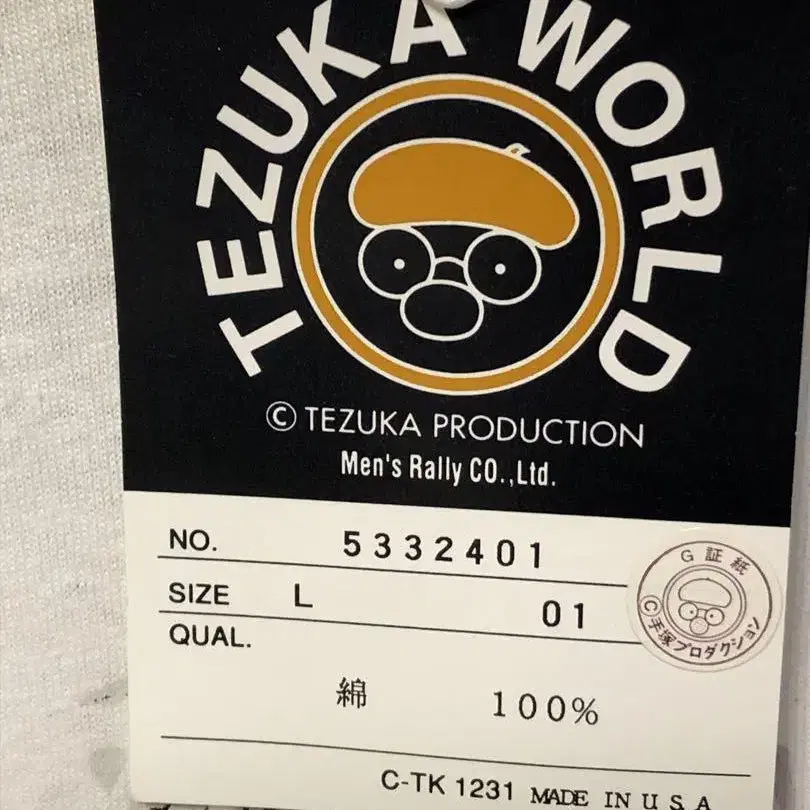 TEZUKA WORLD
© TEZUKA PRODUCTION
Men's Rally CO.,Ltd.
NO. 5332401
SIZE L 01
QUAL.
綿 100%
C-TK 1231 MADE IN U.S.A
G 証紙
©手塚プロダクション